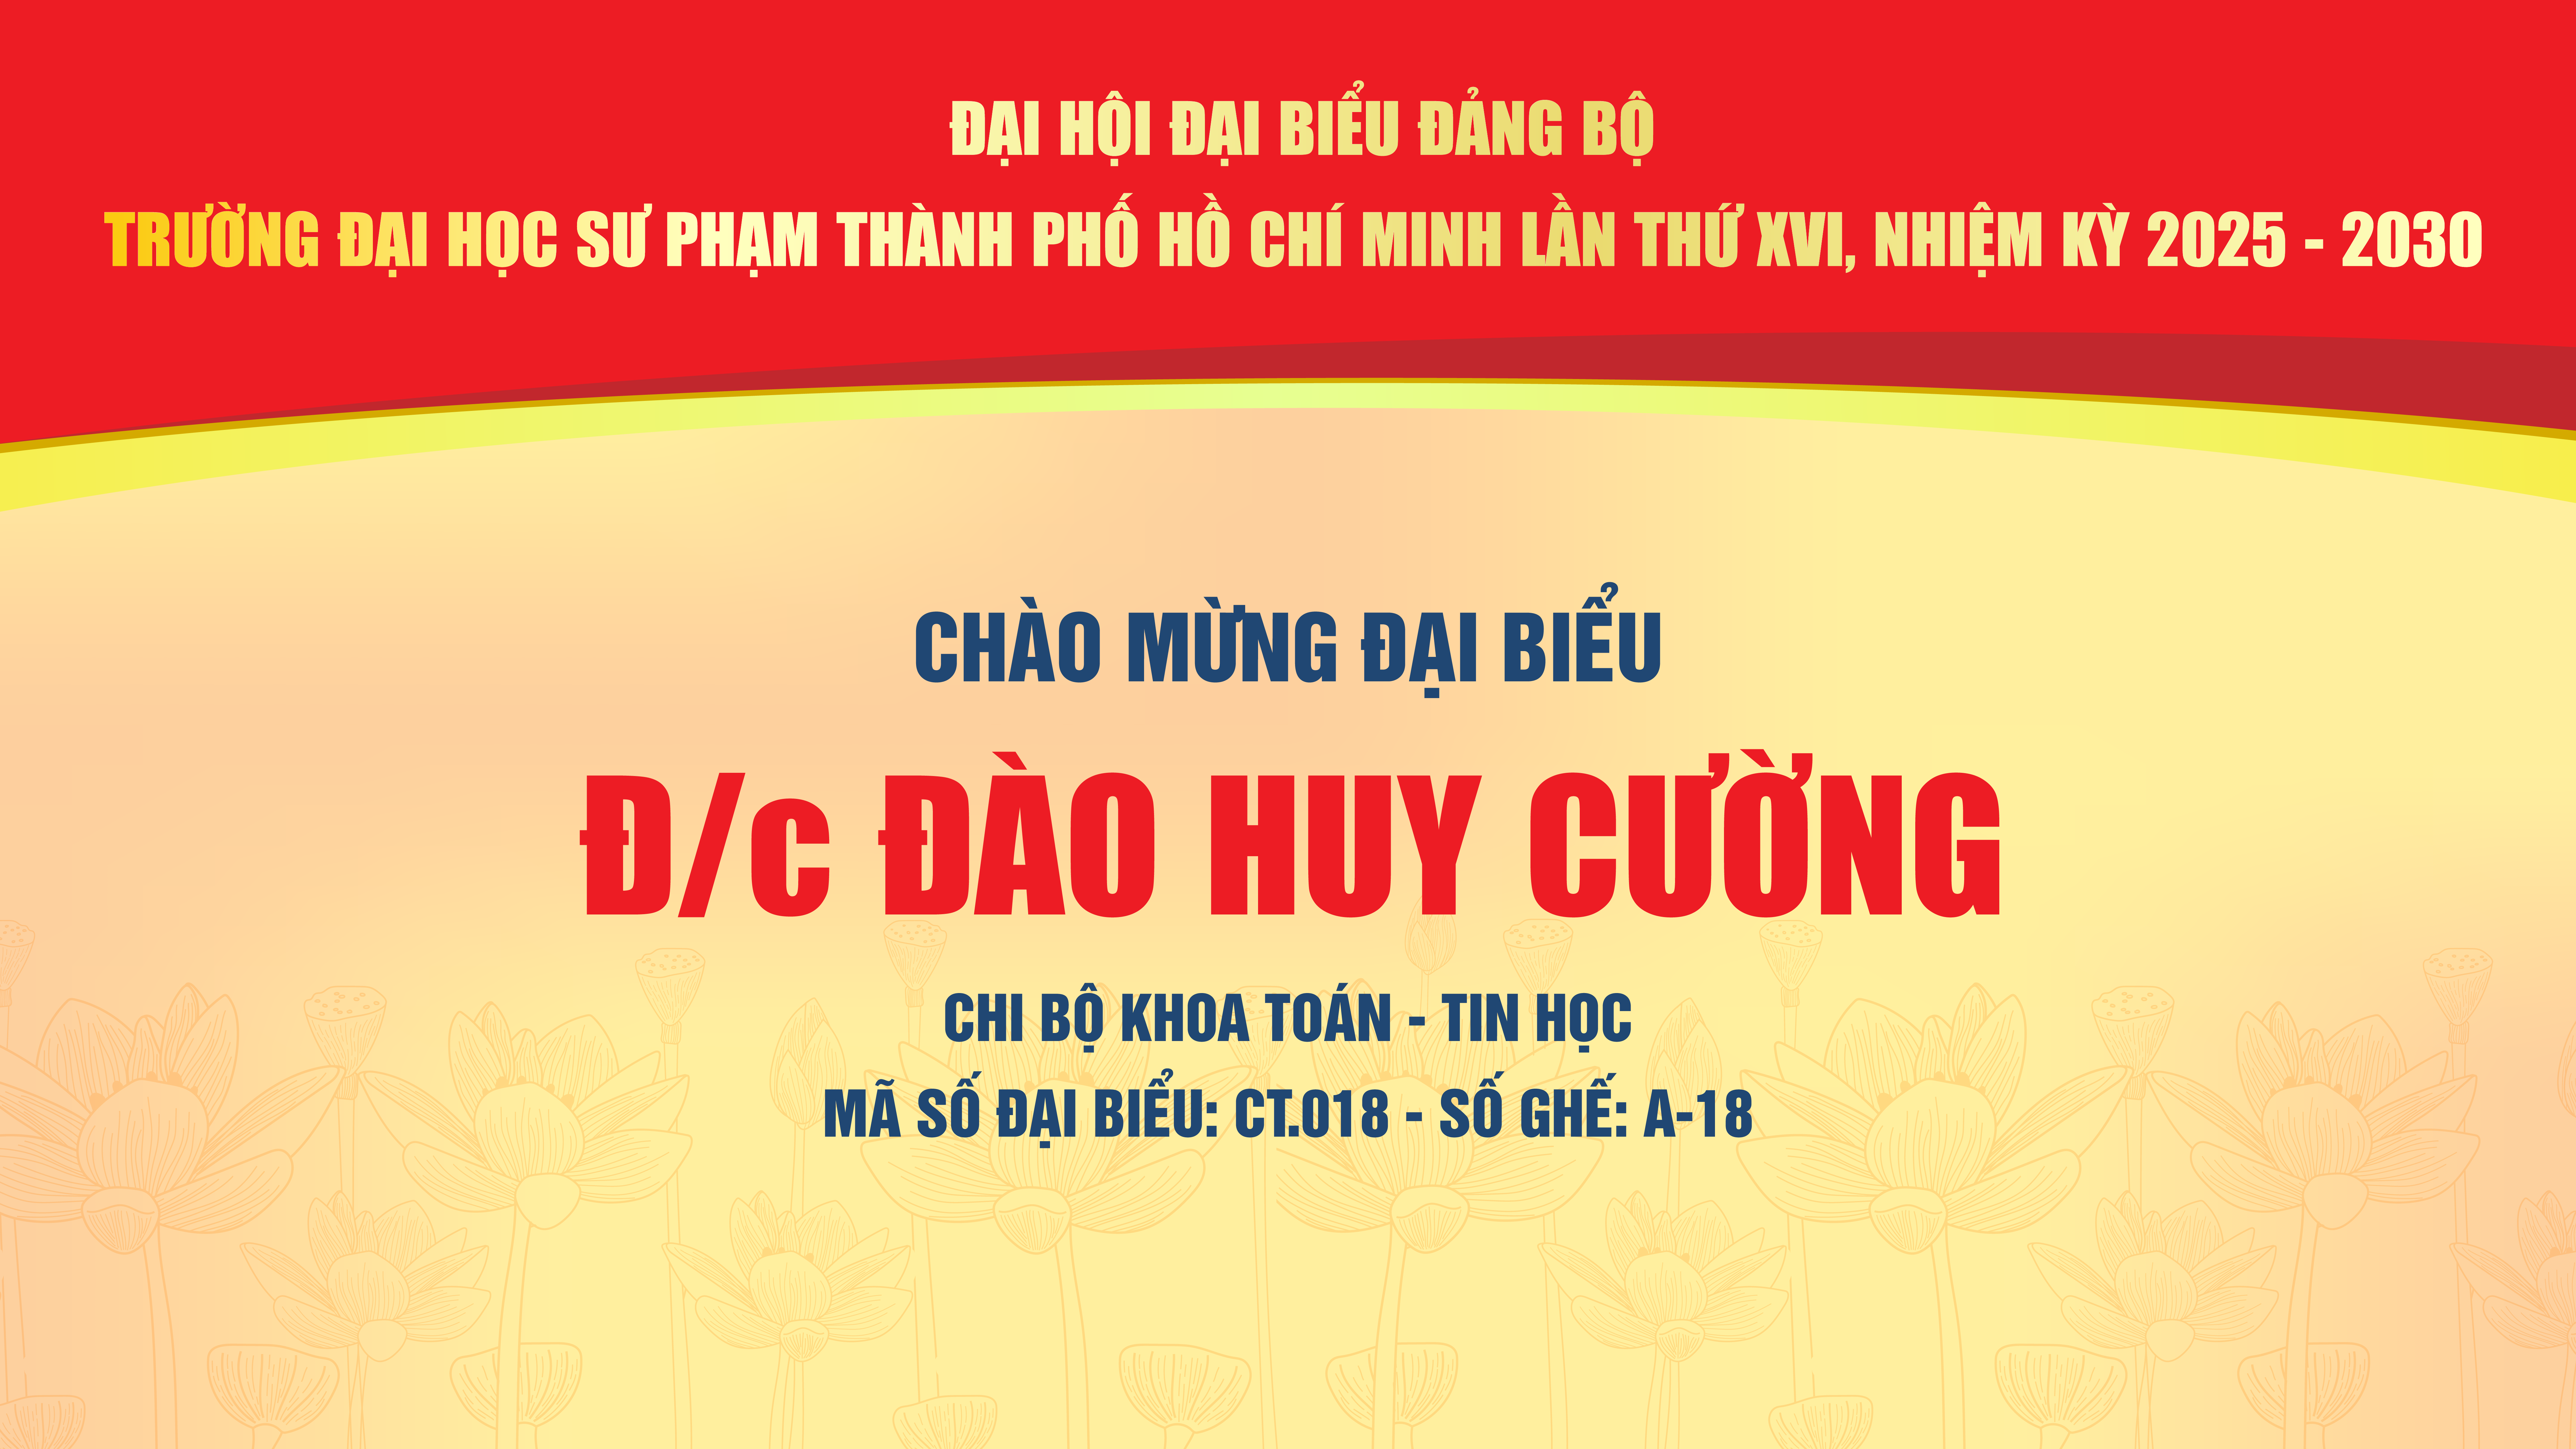 ĐẠI HỘI ĐẠI BIỂU ĐẢNG BỘ
TRƯỜNG ĐẠI HỌC SƯ PHẠM THÀNH PHỐ HỒ CHÍ MINH LẦN THỨ XVI, NHIỆM KỲ 2025 - 2030
CHÀO MỪNG ĐẠI BIỂU
Đ/c ĐÀO HUY CƯỜNG
CHI BỘ KHOA TOÁN - TIN HỌC
MÃ SỐ ĐẠI BIỂU: CT.018 - SỐ GHẾ: A-18